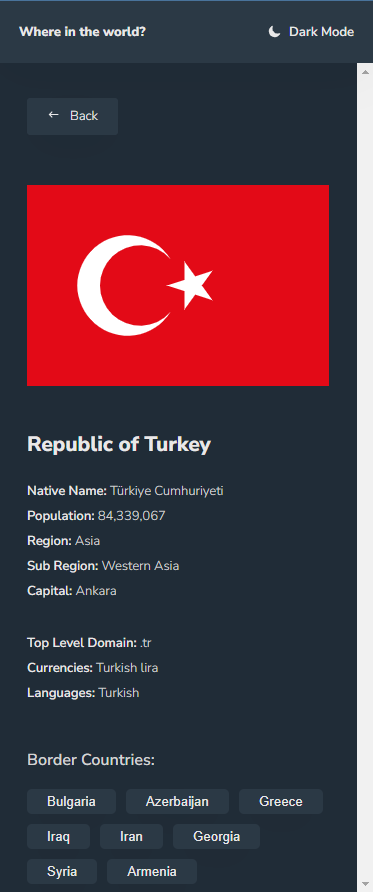 Where in the world? Dark Mode
Back
Republic of Turkey
Native Name: Türkiye Cumhuriyeti
Population: 84,339,067
Region: Asia
Sub Region: Western Asia
Capital: Ankara
Top Level Domain: .tr
Currencies: Turkish lira
Languages: Turkish
Border Countries:
Bulgaria Azerbaijan Greece
Iraq Iran Georgia
Syria Armenia